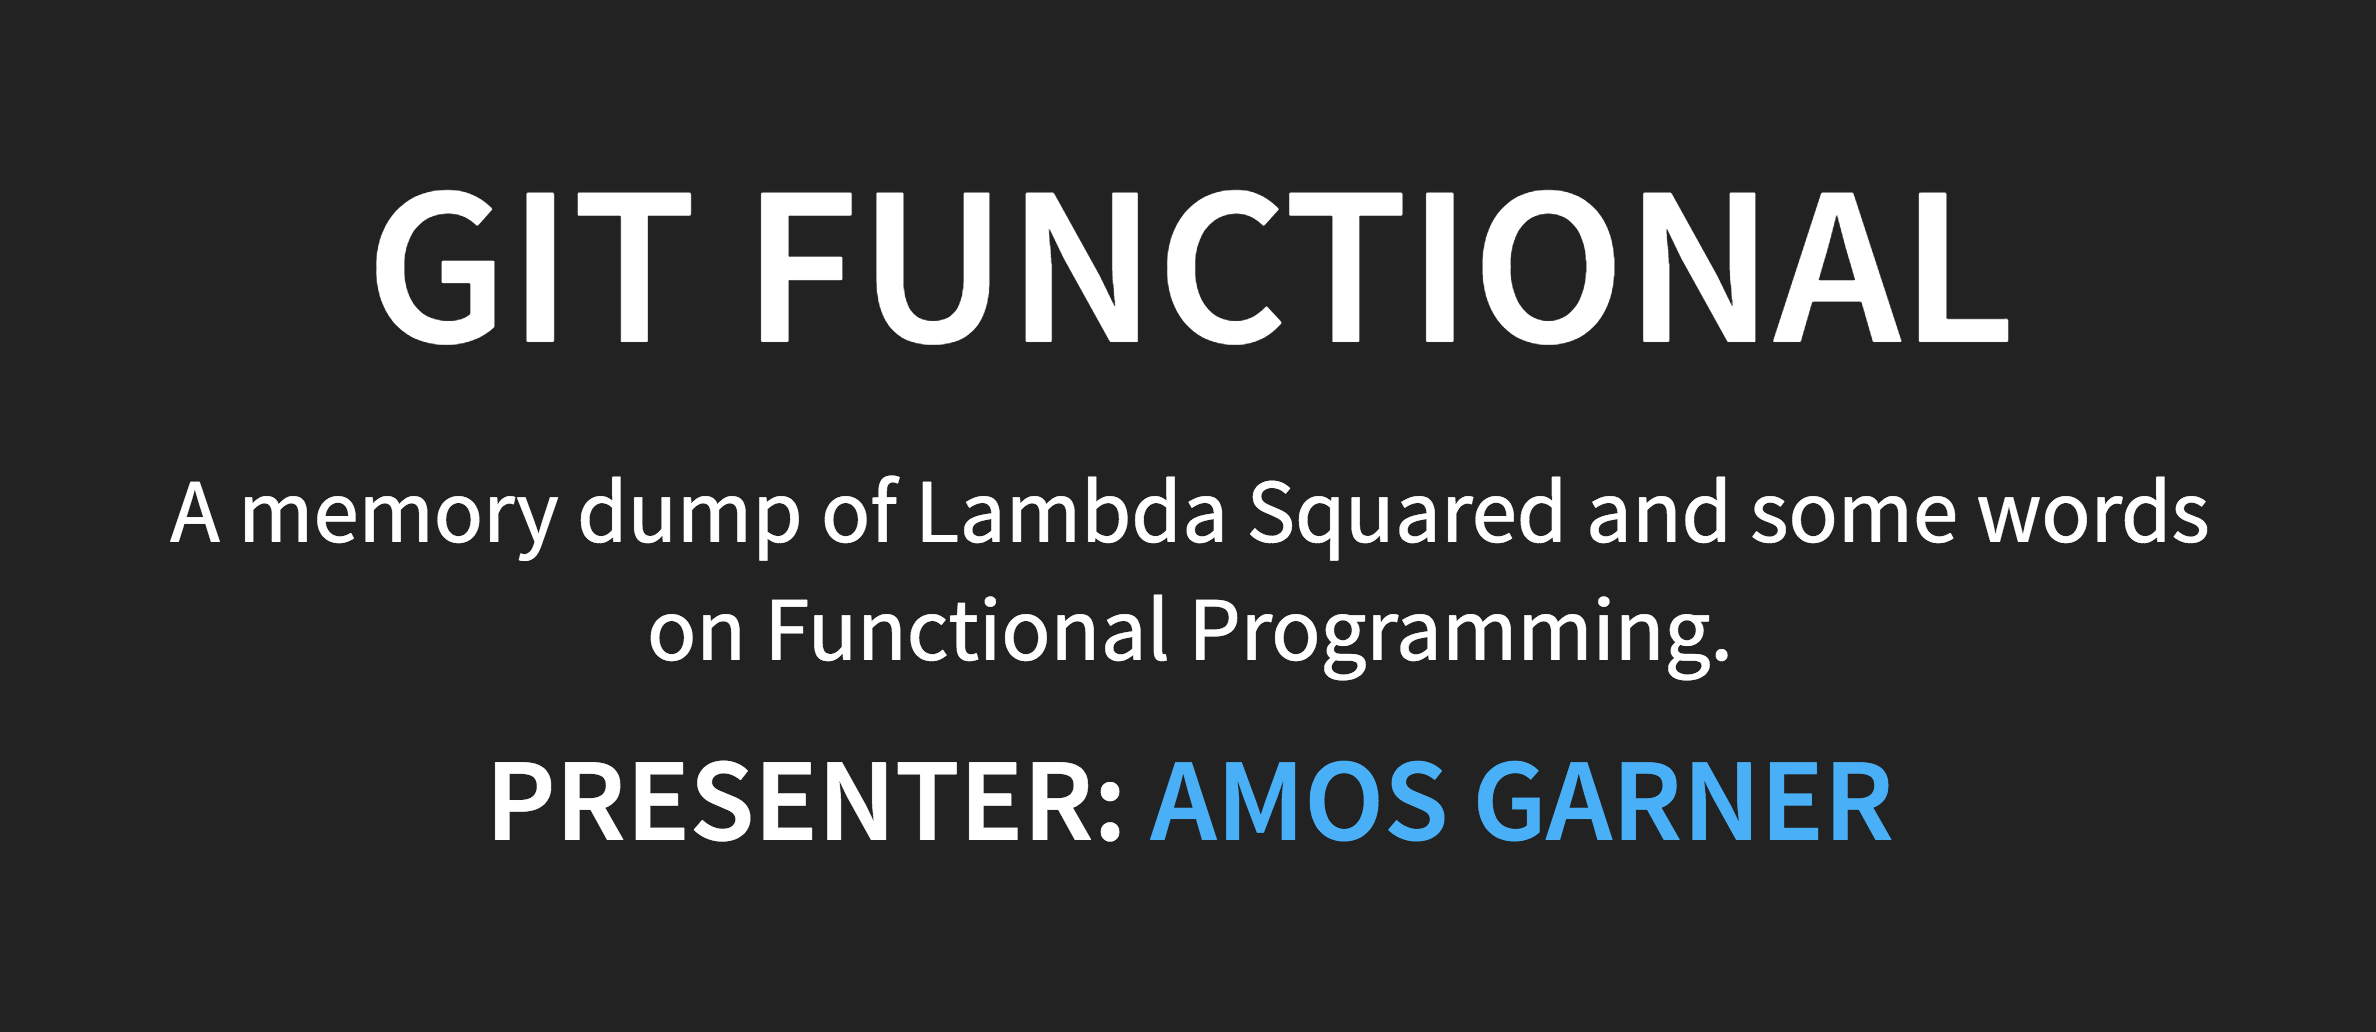 GIT FUNCTIONAL
A memory dump of Lambda Squared and some words
on Functional Programming.
PRESENTER: AMOS GARNER